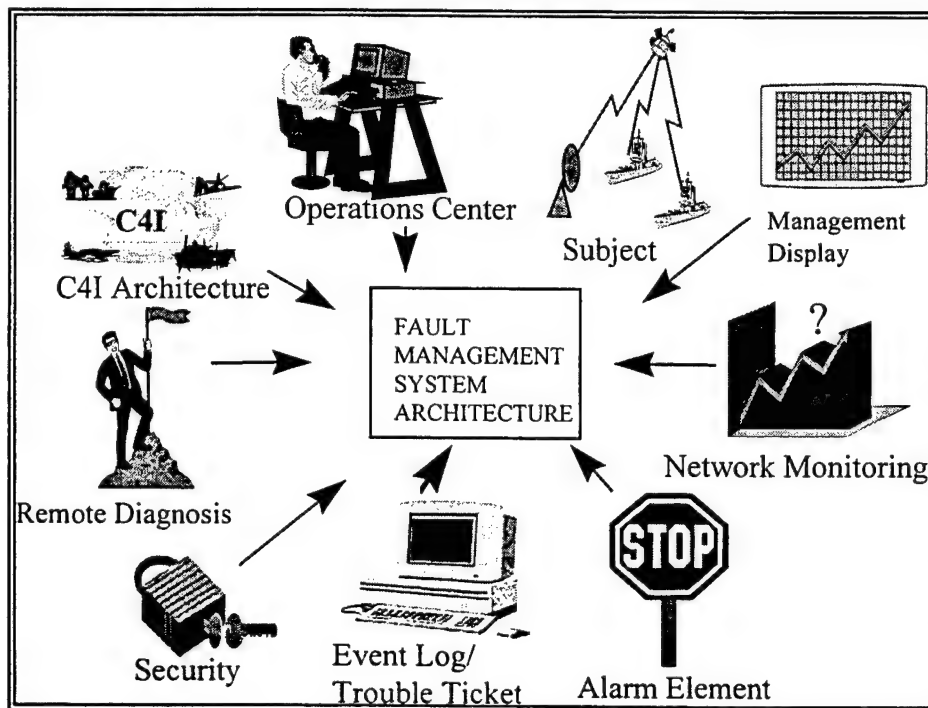 Operations Center
Subject
Management
Display
C4I
C4I Architecture
FAULT
MANAGEMENT
SYSTEM
ARCHITECTURE
?
Network Monitoring
Remote Diagnosis
STOP
Security
Event Log/
Trouble Ticket
Alarm Element